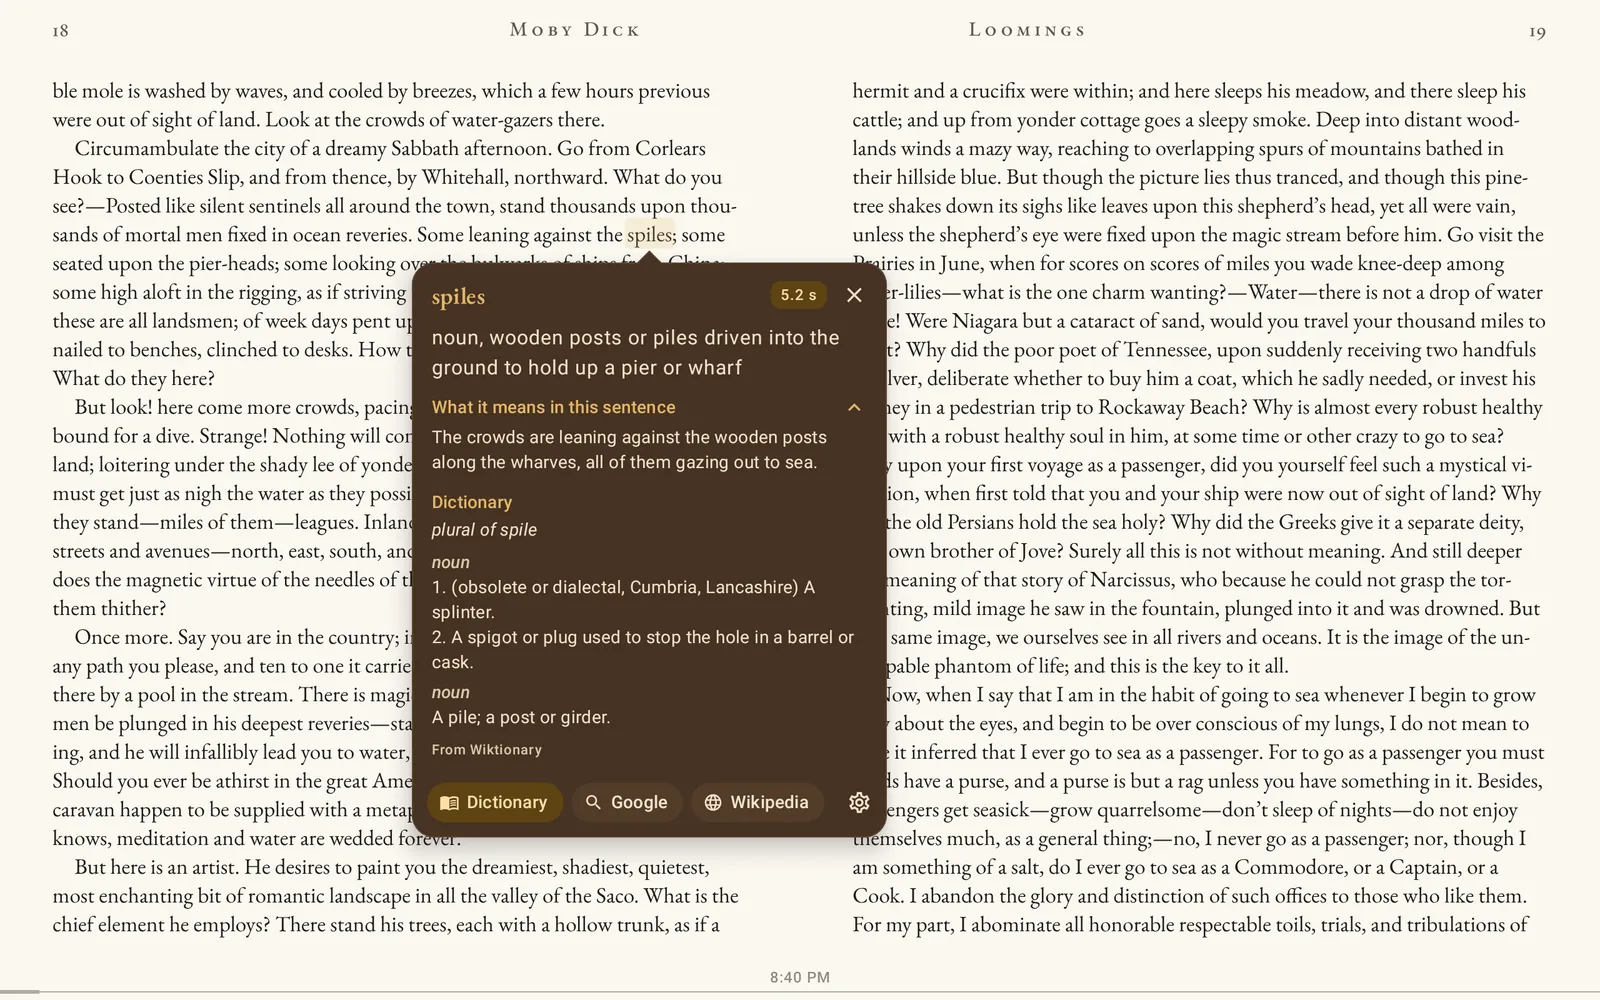 18
Moby Dick
ble mole is washed by waves, and cooled by breezes, which a few hours previous
were out of sight of land. Look at the crowds of water-gazers there.
Circumambulate the city of a dreamy Sabbath afternoon. Go from Corlears
Hook to Coenties Slip, and from thence, by Whitehall, northward. What do you
see?—Posted like silent sentinels all around the town, stand thousands upon thou-
sands of mortal men fixed in ocean reveries. Some leaning against the spiles; some
seated upon the pier-heads; some looking over
some high aloft in the rigging, as if striving
these are all landsmen; of week days pent up
nailed to benches, clinched to desks. How
What do they here?
But look! here come more crowds, pacing
bound for a dive. Strange! Nothing will
land; loitering under the shady lee of
must get just as nigh the water as they
they stand—miles of them—leagues.
streets and avenues—north, east, south,
does the magnetic virtue of the needles of
them thither?
Once more. Say you are in the country;
any path you please, and ten to one it
there by a pool in the stream. There is
men be plunged in his deepest
ing, and he will infallibly lead you to water,
Should you ever be athirst in the great
caravan happen to be supplied with a
knows, meditation and water are wedded forever.
But here is an artist. He desires to paint you the dreamiest, shadiest, quietest,
most enchanting bit of romantic landscape in all the valley of the Saco. What is the
chief element he employs? There stand his trees, each with a hollow trunk, as if a
spiles
5.2 s
noun, wooden posts or piles driven into the
ground to hold up a pier or wharf
What it means in this sentence
The crowds are leaning against the wooden posts
along the wharves, all of them gazing out to sea.
Dictionary
plural of spile
noun
1. (obsolete or dialectal, Cumbria, Lancashire) A
splinter.
2. A spigot or plug used to stop the hole in a barrel or
cask.
noun
A pile; a post or girder.
From Wiktionary
Dictionary
Google
Wikipedia
Loomings
19
hermit and a crucifix were within; and here sleeps his meadow, and there sleep his
cattle; and up from yonder cottage goes a sleepy smoke. Deep into distant wood-
lands winds a mazy way, reaching to overlapping spurs of mountains bathed in
their hillside blue. But though the picture lies thus tranced, and though this pine-
tree shakes down its sighs like leaves upon this shepherd's head, yet all were vain,
unless the shepherd's eye were fixed upon the magic stream before him. Go visit the
Prairies in June, when for scores on scores of miles you wade knee-deep among
what is the one charm wanting?—Water—there is not a drop of water
Were Niagara but a cataract of sand, would you travel your thousand miles to
Why did the poor poet of Tennessee, upon suddenly receiving two handfuls
deliberate whether to buy him a coat, which he sadly needed, or invest his
in a pedestrian trip to Rockaway Beach? Why is almost every robust healthy
with a robust healthy soul in him, at some time or other crazy to go to sea?
upon your first voyage as a passenger, did you yourself feel such a mystical vi-
when first told that you and your ship were now out of sight of land? Why
the old Persians hold the sea holy? Why did the Greeks give it a separate deity,
own brother of Jove? Surely all this is not without meaning. And still deeper
meaning of that story of Narcissus, who because he could not grasp the tor-
mild image he saw in the fountain, plunged into it and was drowned. But
same image, we ourselves see in all rivers and oceans. It is the image of the un-
phantom of life; and this is the key to it all.
Now, when I say that I am in the habit of going to sea whenever I begin to grow
about the eyes, and begin to be over conscious of my lungs, I do not mean to
it inferred that I ever go to sea as a passenger. For to go as a passenger you must
have a purse, and a purse is but a rag unless you have something in it. Besides,
get seasick—grow quarrelsome—don't sleep of nights—do not enjoy
themselves much, as a general thing;—no, I never go as a passenger; nor, though I
am something of a salt, do I ever go to sea as a Commodore, or a Captain, or a
Cook. I abandon the glory and distinction of such offices to those who like them.
For my part, I abominate all honorable respectable toils, trials, and tribulations of
8:40 PM